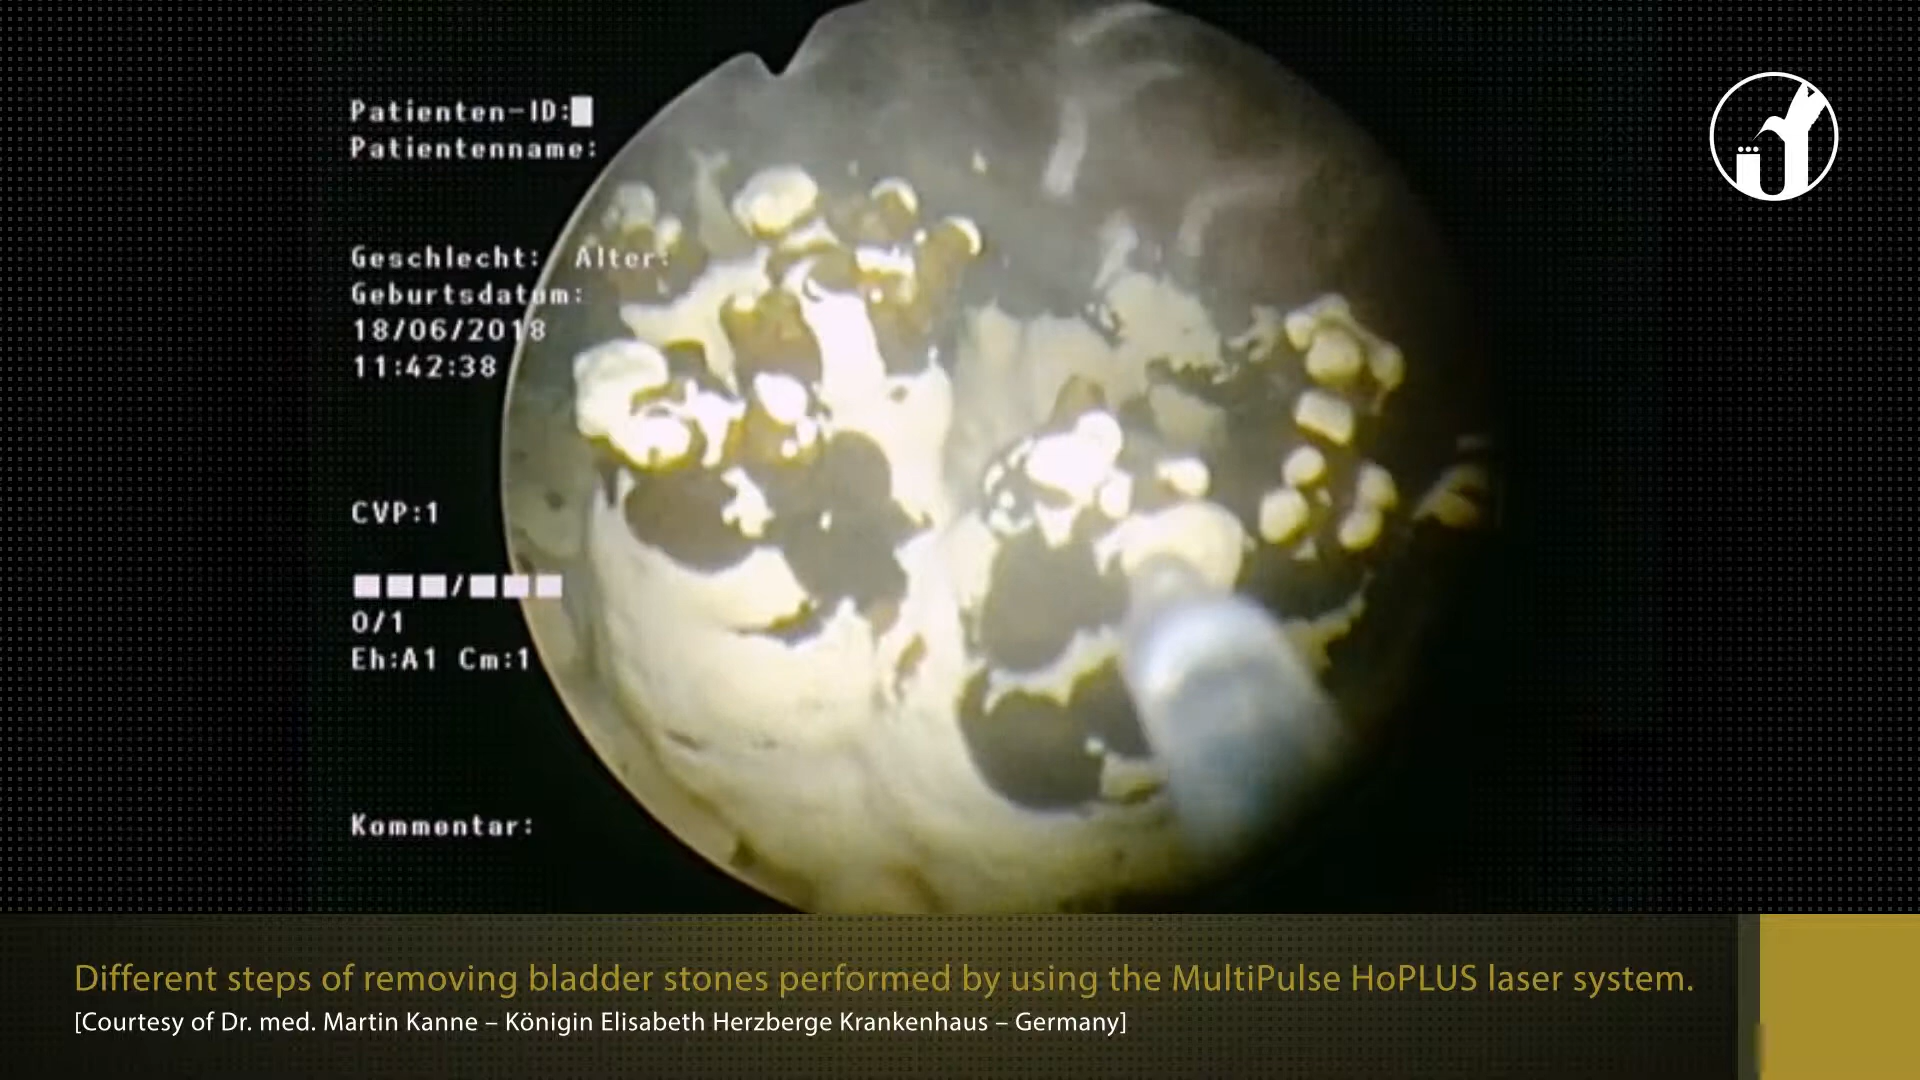 Patienten-ID:
Patientenname:
Geschlecht: Alter:
Geburtsdatum:
18/06/2018
11:42:38
CVP:1
/
0/1
Eh:A1 Cm:1
Kommentar:
Different steps of removing bladder stones performed by using the MultiPulse HoPLUS laser system.
[Courtesy of Dr. med. Martin Kanne – Königin Elisabeth Herzberge Krankenhaus – Germany]